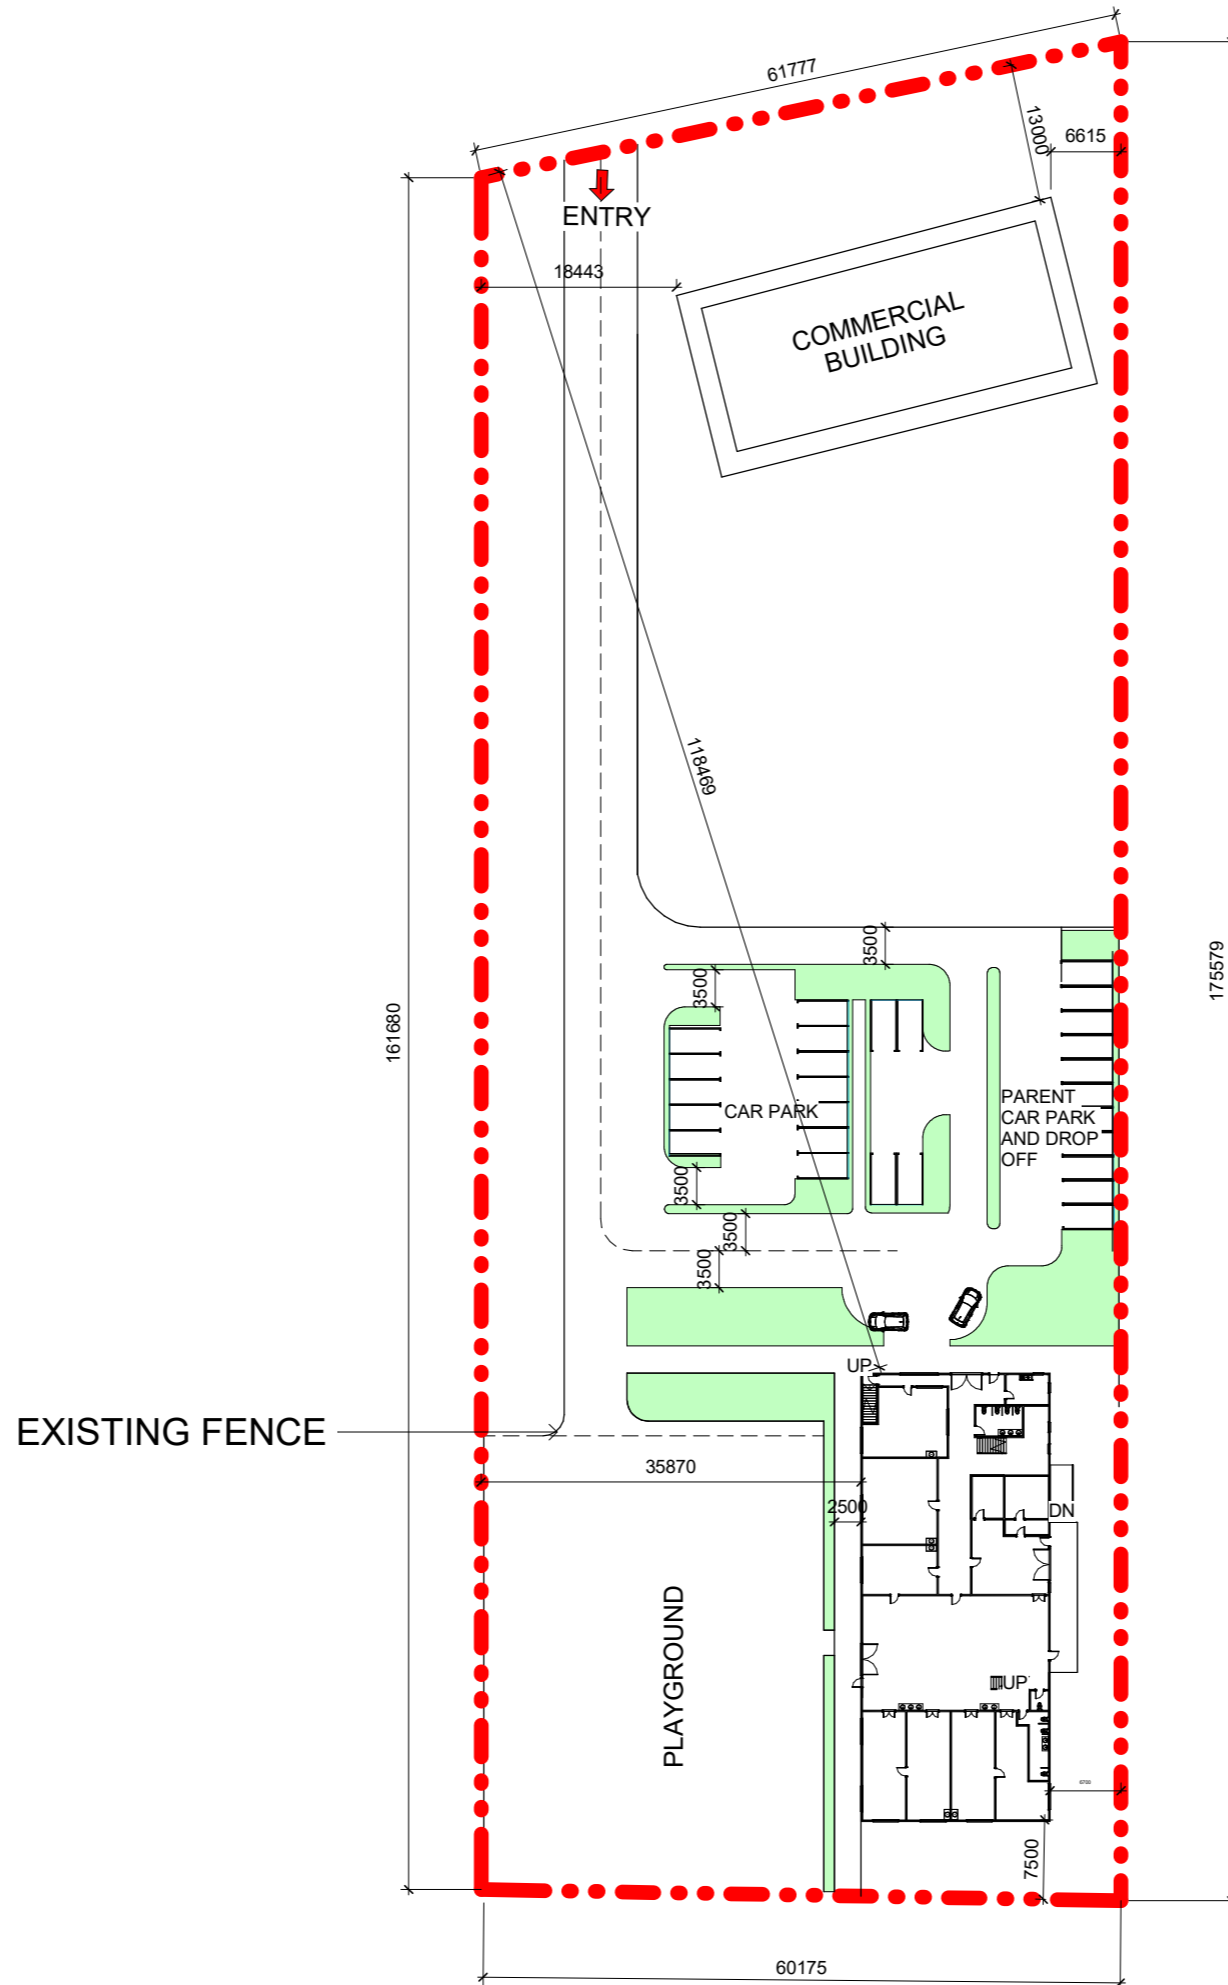 61777
13000
6615
ENTRY
18443
COMMERCIAL
BUILDING
118469
175579
161680
3500
3500
CAR PARK
PARENT
CAR PARK
AND DROP
OFF
3500
3500
3500
UP
EXISTING FENCE
35870
2500
DN
PLAYGROUND
UP
7500
60175